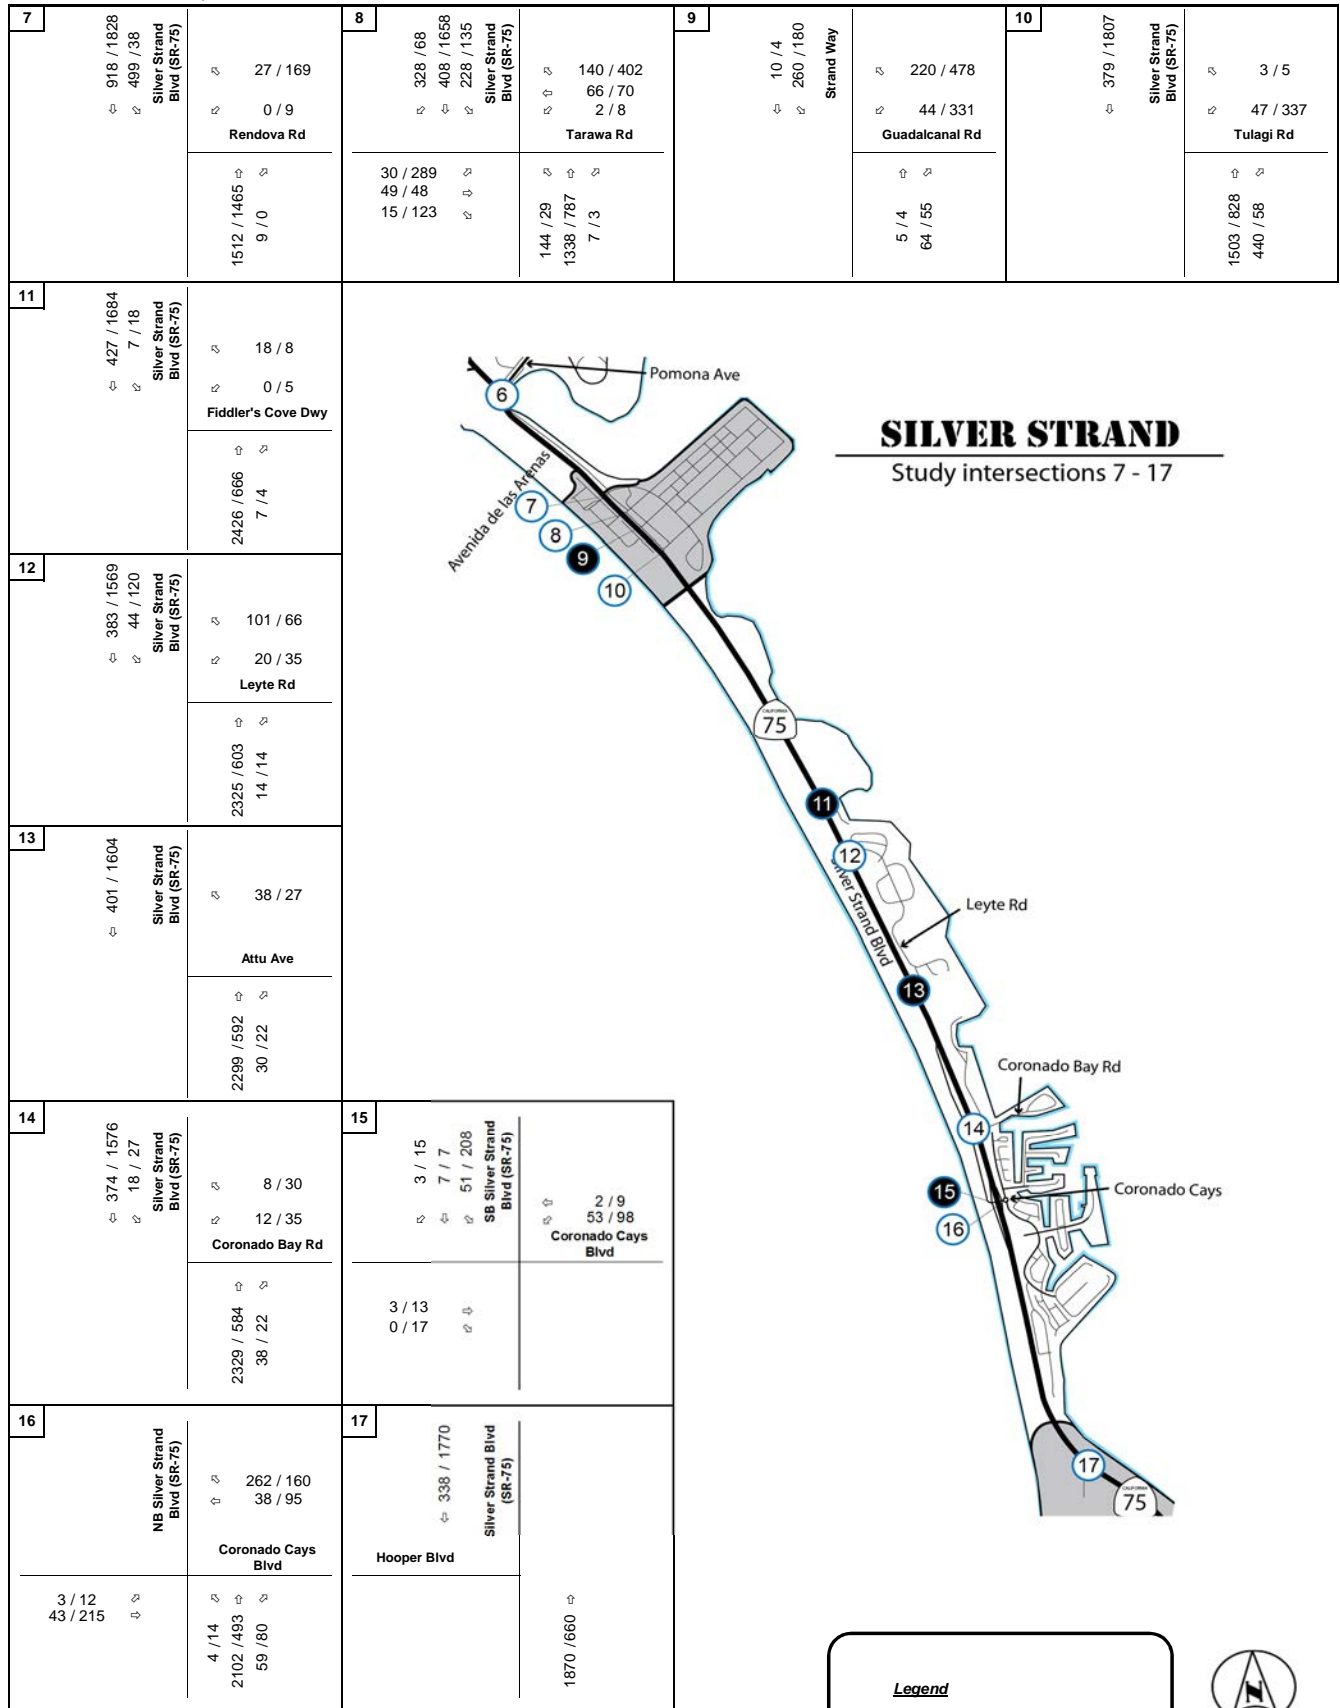 7
918 / 1828
499 / 38
Silver Strand
Blvd (SR-75)
27 / 169
0 / 9
Rendova Rd
1512 / 1465
9 / 0
8
328 / 68
408 / 1658
228 / 135
Silver Strand
Blvd (SR-75)
140 / 402
66 / 70
2 / 8
Tarawa Rd
30 / 289
49 / 48
15 / 123
144 / 29
1338 / 787
7 / 3
9
10 / 4
260 / 180
Strand Way
220 / 478
44 / 331
Guadalcanal Rd
5 / 4
64 / 55
10
379 / 1807
Silver Strand
Blvd (SR-75)
3 / 5
47 / 337
Tulagi Rd
1503 / 828
440 / 58
11
427 / 1684
7 / 18
Silver Strand
Blvd (SR-75)
18 / 8
0 / 5
Fiddler's Cove Dwy
2426 / 666
7 / 4
12
383 / 1569
44 / 120
Silver Strand
Blvd (SR-75)
101 / 66
20 / 35
Leyte Rd
2325 / 603
14 / 14
13
401 / 1604
Silver Strand
Blvd (SR-75)
38 / 27
Attu Ave
2299 / 592
30 / 22
14
374 / 1576
18 / 27
Silver Strand
Blvd (SR-75)
8 / 30
12 / 35
Coronado Bay Rd
2329 / 584
38 / 22
15
3 / 15
7 / 7
51 / 208
SB Silver Strand
Blvd (SR-75)
2 / 9
53 / 98
Coronado Cays
Blvd
3 / 13
0 / 17
16
NB Silver Strand
Blvd (SR-75)
262 / 160
38 / 95
Coronado Cays
Blvd
3 / 12
43 / 215
4 / 14
2102 / 493
59 / 80
17
338 / 1770
Silver Strand Blvd
(SR-75)
Hooper Blvd
1870 / 660
SILVER STRAND
Study intersections 7 - 17
Pomona Ave
6
Avenida de las Arenas
7
8
9
10
CALIFORNIA
75
11
12
Silver Strand Blvd
Leyte Rd
13
Coronado Bay Rd
14
15
Coronado Cays
16
17
CALIFORNIA
75
Legend
N